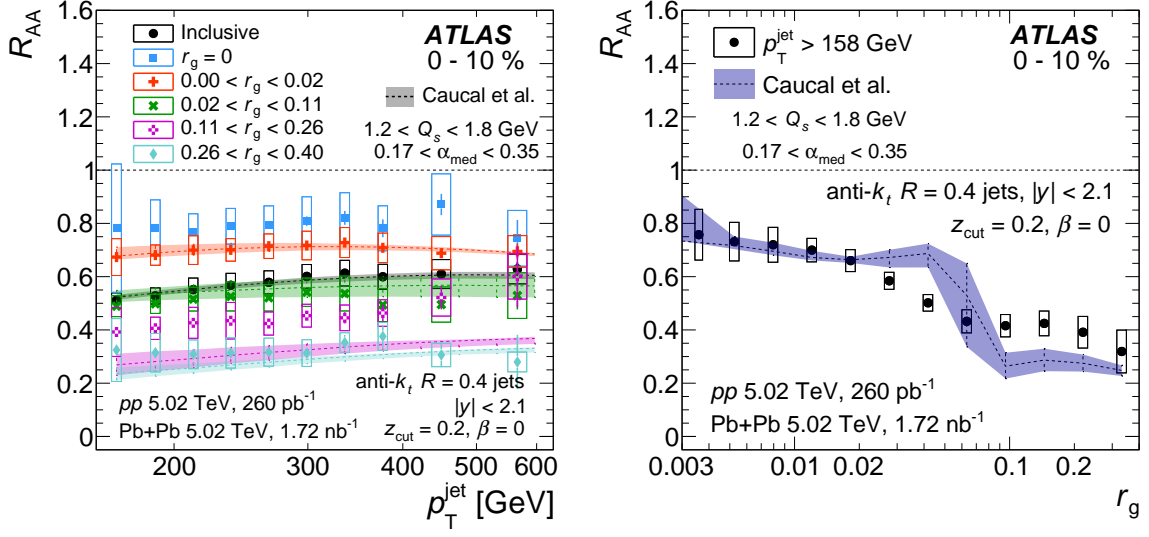 R_AA
1.6
1.4
1.2
1
0.8
0.6
0.4
0.2
0
Inclusive
r_g = 0
0.00 < r_g < 0.02
0.02 < r_g < 0.11
0.11 < r_g < 0.26
0.26 < r_g < 0.40
ATLAS
0 - 10 %
Caucal et al.
1.2 < Q_s < 1.8 GeV
0.17 < α_med < 0.35
pp 5.02 TeV, 260 pb⁻¹
Pb+Pb 5.02 TeV, 1.72 nb⁻¹
anti-k_t R = 0.4 jets
|y| < 2.1
z_cut = 0.2, β = 0
200 300 400 500 600
p_T^jet [GeV]
R_AA
1.6
1.4
1.2
1
0.8
0.6
0.4
0.2
0
p_T^jet > 158 GeV
Caucal et al.
1.2 < Q_s < 1.8 GeV
0.17 < α_med < 0.35
ATLAS
0 - 10 %
anti-k_t R = 0.4 jets, |y| < 2.1
z_cut = 0.2, β = 0
pp 5.02 TeV, 260 pb⁻¹
Pb+Pb 5.02 TeV, 1.72 nb⁻¹
0.003 0.01 0.02 0.1 0.2
r_g